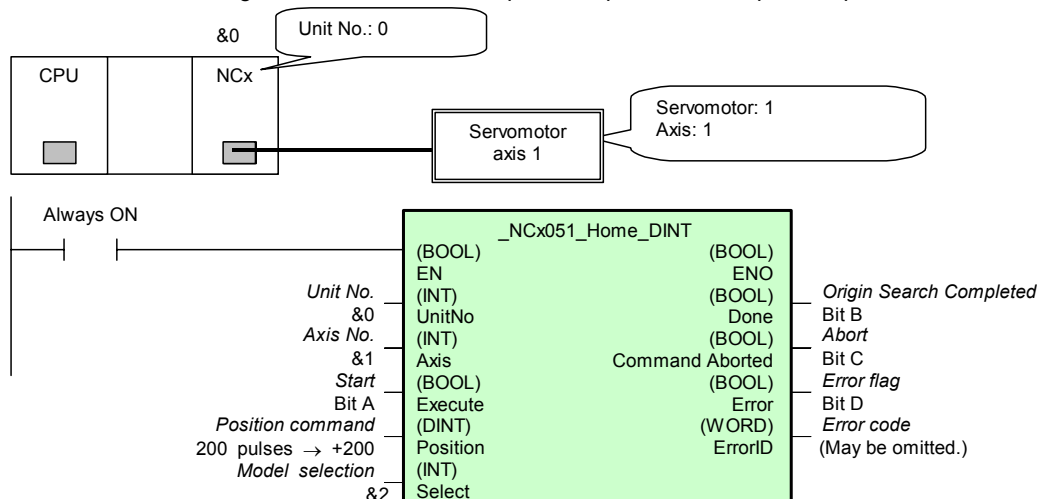 &0
Unit No.: 0
CPU
NCx
Servomotor
axis 1
Servomotor: 1
Axis: 1
Always ON
_NCx051_Home_DINT
(BOOL) (BOOL)
EN ENO
Unit No. (INT) (BOOL) Origin Search Completed
&0 UnitNo Done Bit B
Axis No. (INT) (BOOL) Abort
&1 Axis Command Aborted Bit C
Start (BOOL) (BOOL) Error flag
Bit A Execute Error Bit D
Position command (DINT) (WORD) Error code
200 pulses → +200 Position ErrorID (May be omitted.)
Model selection (INT)
&2 Select